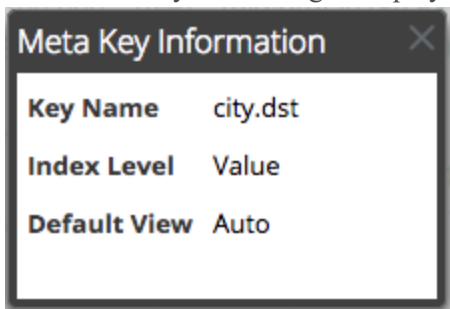 Meta Key Information
Key Name city.dst
Index Level Value
Default View Auto